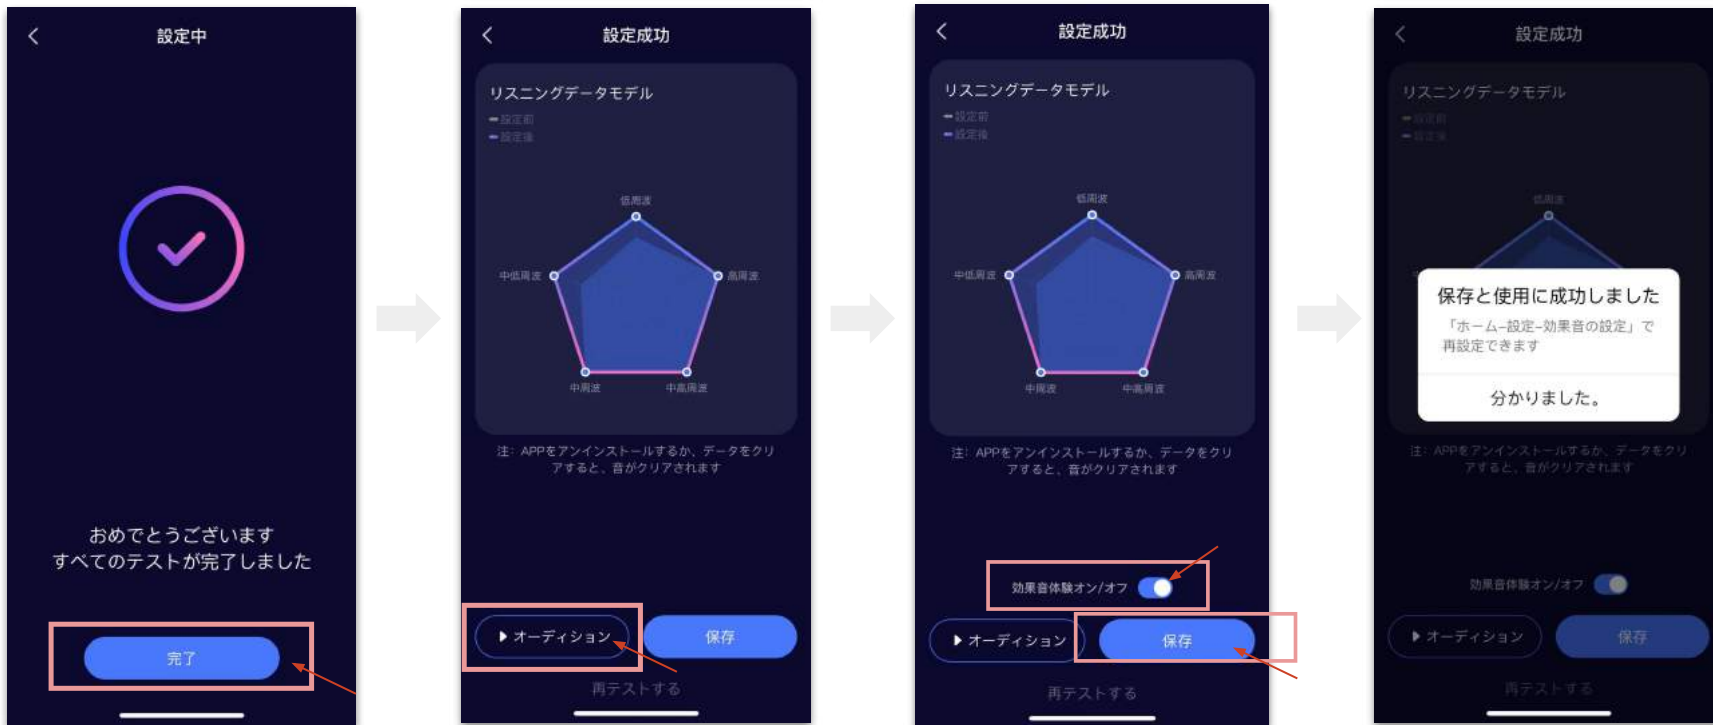 設定中
おめでとうございます
すべてのテストが完了しました
完了
設定成功
リスニングデータモデル
設定前
設定後
低周波
中低周波
高周波
中周波
中高周波
注：APPをアンインストールするか、データをクリ
アすると、音がクリアされます
オーディション
保存
再テストする
設定成功
リスニングデータモデル
設定前
設定後
低周波
中低周波
高周波
中周波
中高周波
注：APPをアンインストールするか、データをクリ
アすると、音がクリアされます
効果音体験オン/オフ
オーディション
保存
再テストする
設定成功
リスニングデータモデル
設定前
設定後
低周波
保存と使用に成功しました
「ホーム–設定–効果音の設定」で
再設定できます
分かりました。
注：APPをアンインストールするか、データをクリ
アすると、音がクリアされます
効果音体験オン/オフ
オーディション
保存
再テストする